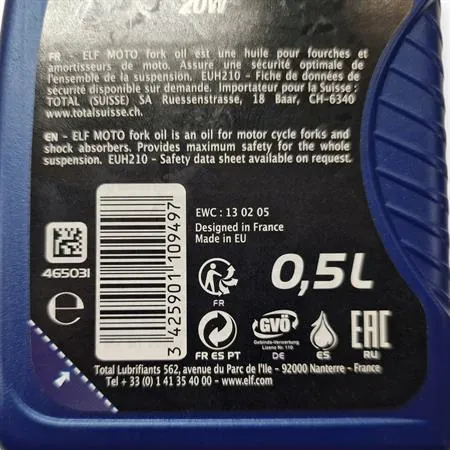 20W
FR - ELF MOTO fork oil est une huile pour fourches et
amortisseurs de moto. Assure une sécurité optimale de
l'ensemble de la suspension. EUH210 - Fiche de données de
sécurité disponible sur demande. Importateur pour la Suisse :
TOTAL (SUISSE) SA Ruessenstrasse, 18 Baar, CH-6340
www.totalsuisse.ch
EN - ELF MOTO fork oil is an oil for motor cycle forks and
shock absorbers. Provides maximum safety for the whole
suspension. EUH210 - Safety data sheet available on request.
465031
3 425901 109497
EWC : 13 02 05
Designed in France
Made in EU
FR
0,5L
e
FR ES PT
GVÖ
Gebinde-Verwertung
Lizenz Nr. 110
DE
ES
EAC
RU
Total Lubrifiants 562, avenue du Parc de l'Ile - 92000 Nanterre - France
Tel + 33 (0) 1 41 35 40 00 - www.elf.com